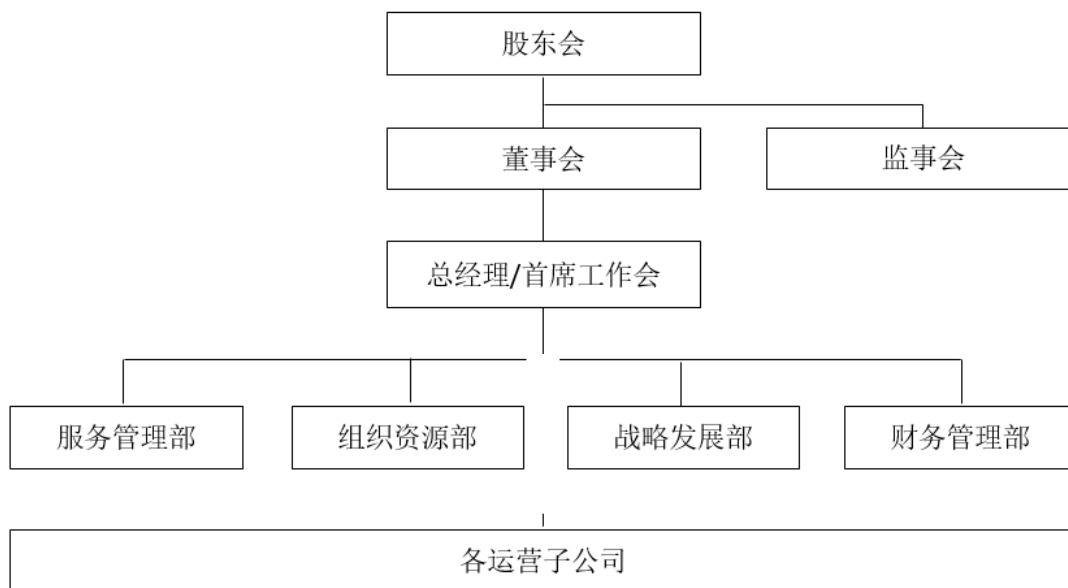 股东会
董事会
监事会
总经理/首席工作会
服务管理部
组织资源部
战略发展部
财务管理部
各运营子公司